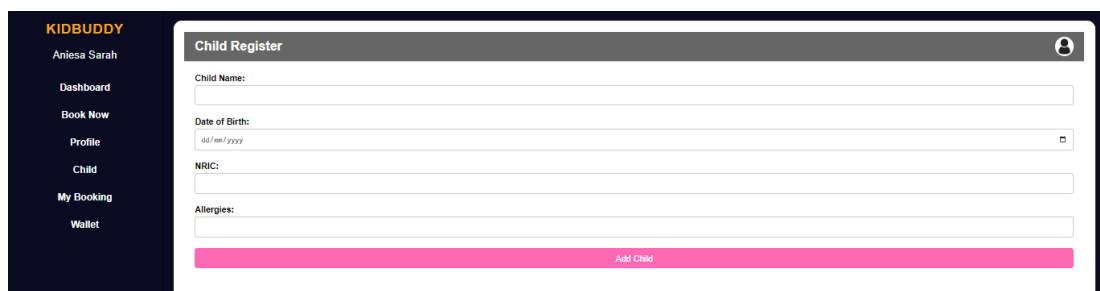 KIDBUDDY
Aniesa Sarah
Dashboard
Book Now
Profile
Child
My Booking
Wallet
Child Register
Child Name:
Date of Birth:
dd/mm/yyyy
NRIC:
Allergies:
Add Child